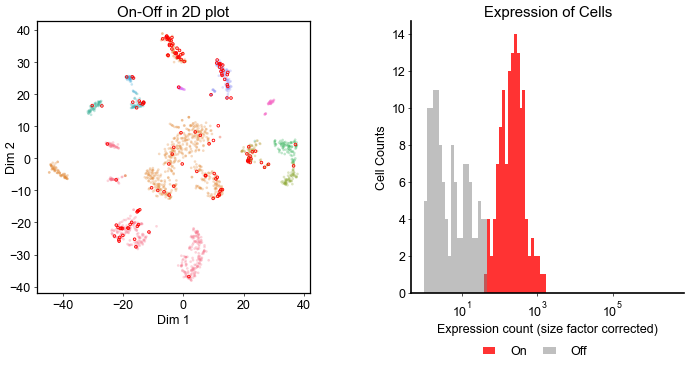 On-Off in 2D plot
40
30
20
10
0
−10
−20
−30
−40
Dim 2
−40 −20 0 20 40
Dim 1
Expression of Cells
14
12
10
8
6
4
2
0
Cell Counts
10^1 10^3 10^5
Expression count (size factor corrected)
On Off